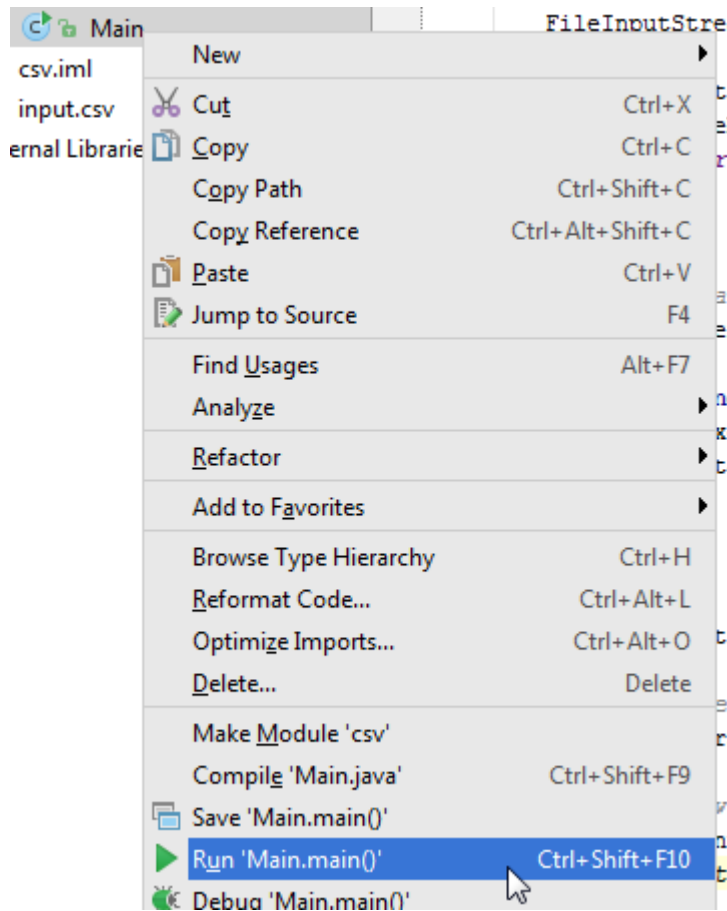 Main
FileInputStre
csv.iml
input.csv
ernal Librarie
New
Cut Ctrl+X
Copy Ctrl+C
Copy Path Ctrl+Shift+C
Copy Reference Ctrl+Alt+Shift+C
Paste Ctrl+V
Jump to Source F4
Find Usages Alt+F7
Analyze
Refactor
Add to Favorites
Browse Type Hierarchy Ctrl+H
Reformat Code... Ctrl+Alt+L
Optimize Imports... Ctrl+Alt+O
Delete... Delete
Make Module 'csv'
Compile 'Main.java' Ctrl+Shift+F9
Save 'Main.main()'
Run 'Main.main()' Ctrl+Shift+F10
Debug 'Main.main()'